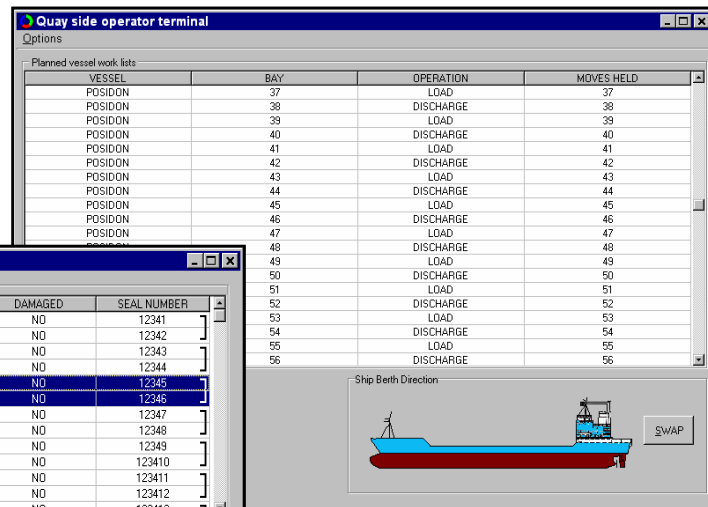 Quay side operator terminal
Options
Planned vessel work lists
VESSEL BAY OPERATION MOVES HELD
POSIDON 37 LOAD 37
POSIDON 38 DISCHARGE 38
POSIDON 39 LOAD 39
POSIDON 40 DISCHARGE 40
POSIDON 41 LOAD 41
POSIDON 42 DISCHARGE 42
POSIDON 43 LOAD 43
POSIDON 44 DISCHARGE 44
POSIDON 45 LOAD 45
POSIDON 46 DISCHARGE 46
POSIDON 47 LOAD 47
48 DISCHARGE 48
49 LOAD 49
50 DISCHARGE 50
51 LOAD 51
52 DISCHARGE 52
53 LOAD 53
54 DISCHARGE 54
55 LOAD 55
56 DISCHARGE 56
DAMAGED SEAL NUMBER
NO 12341
NO 12342
NO 12343
NO 12344
NO 12345
NO 12346
NO 12347
NO 12348
NO 12349
NO 123410
NO 123411
NO 123412
Ship Berth Direction
SWAP